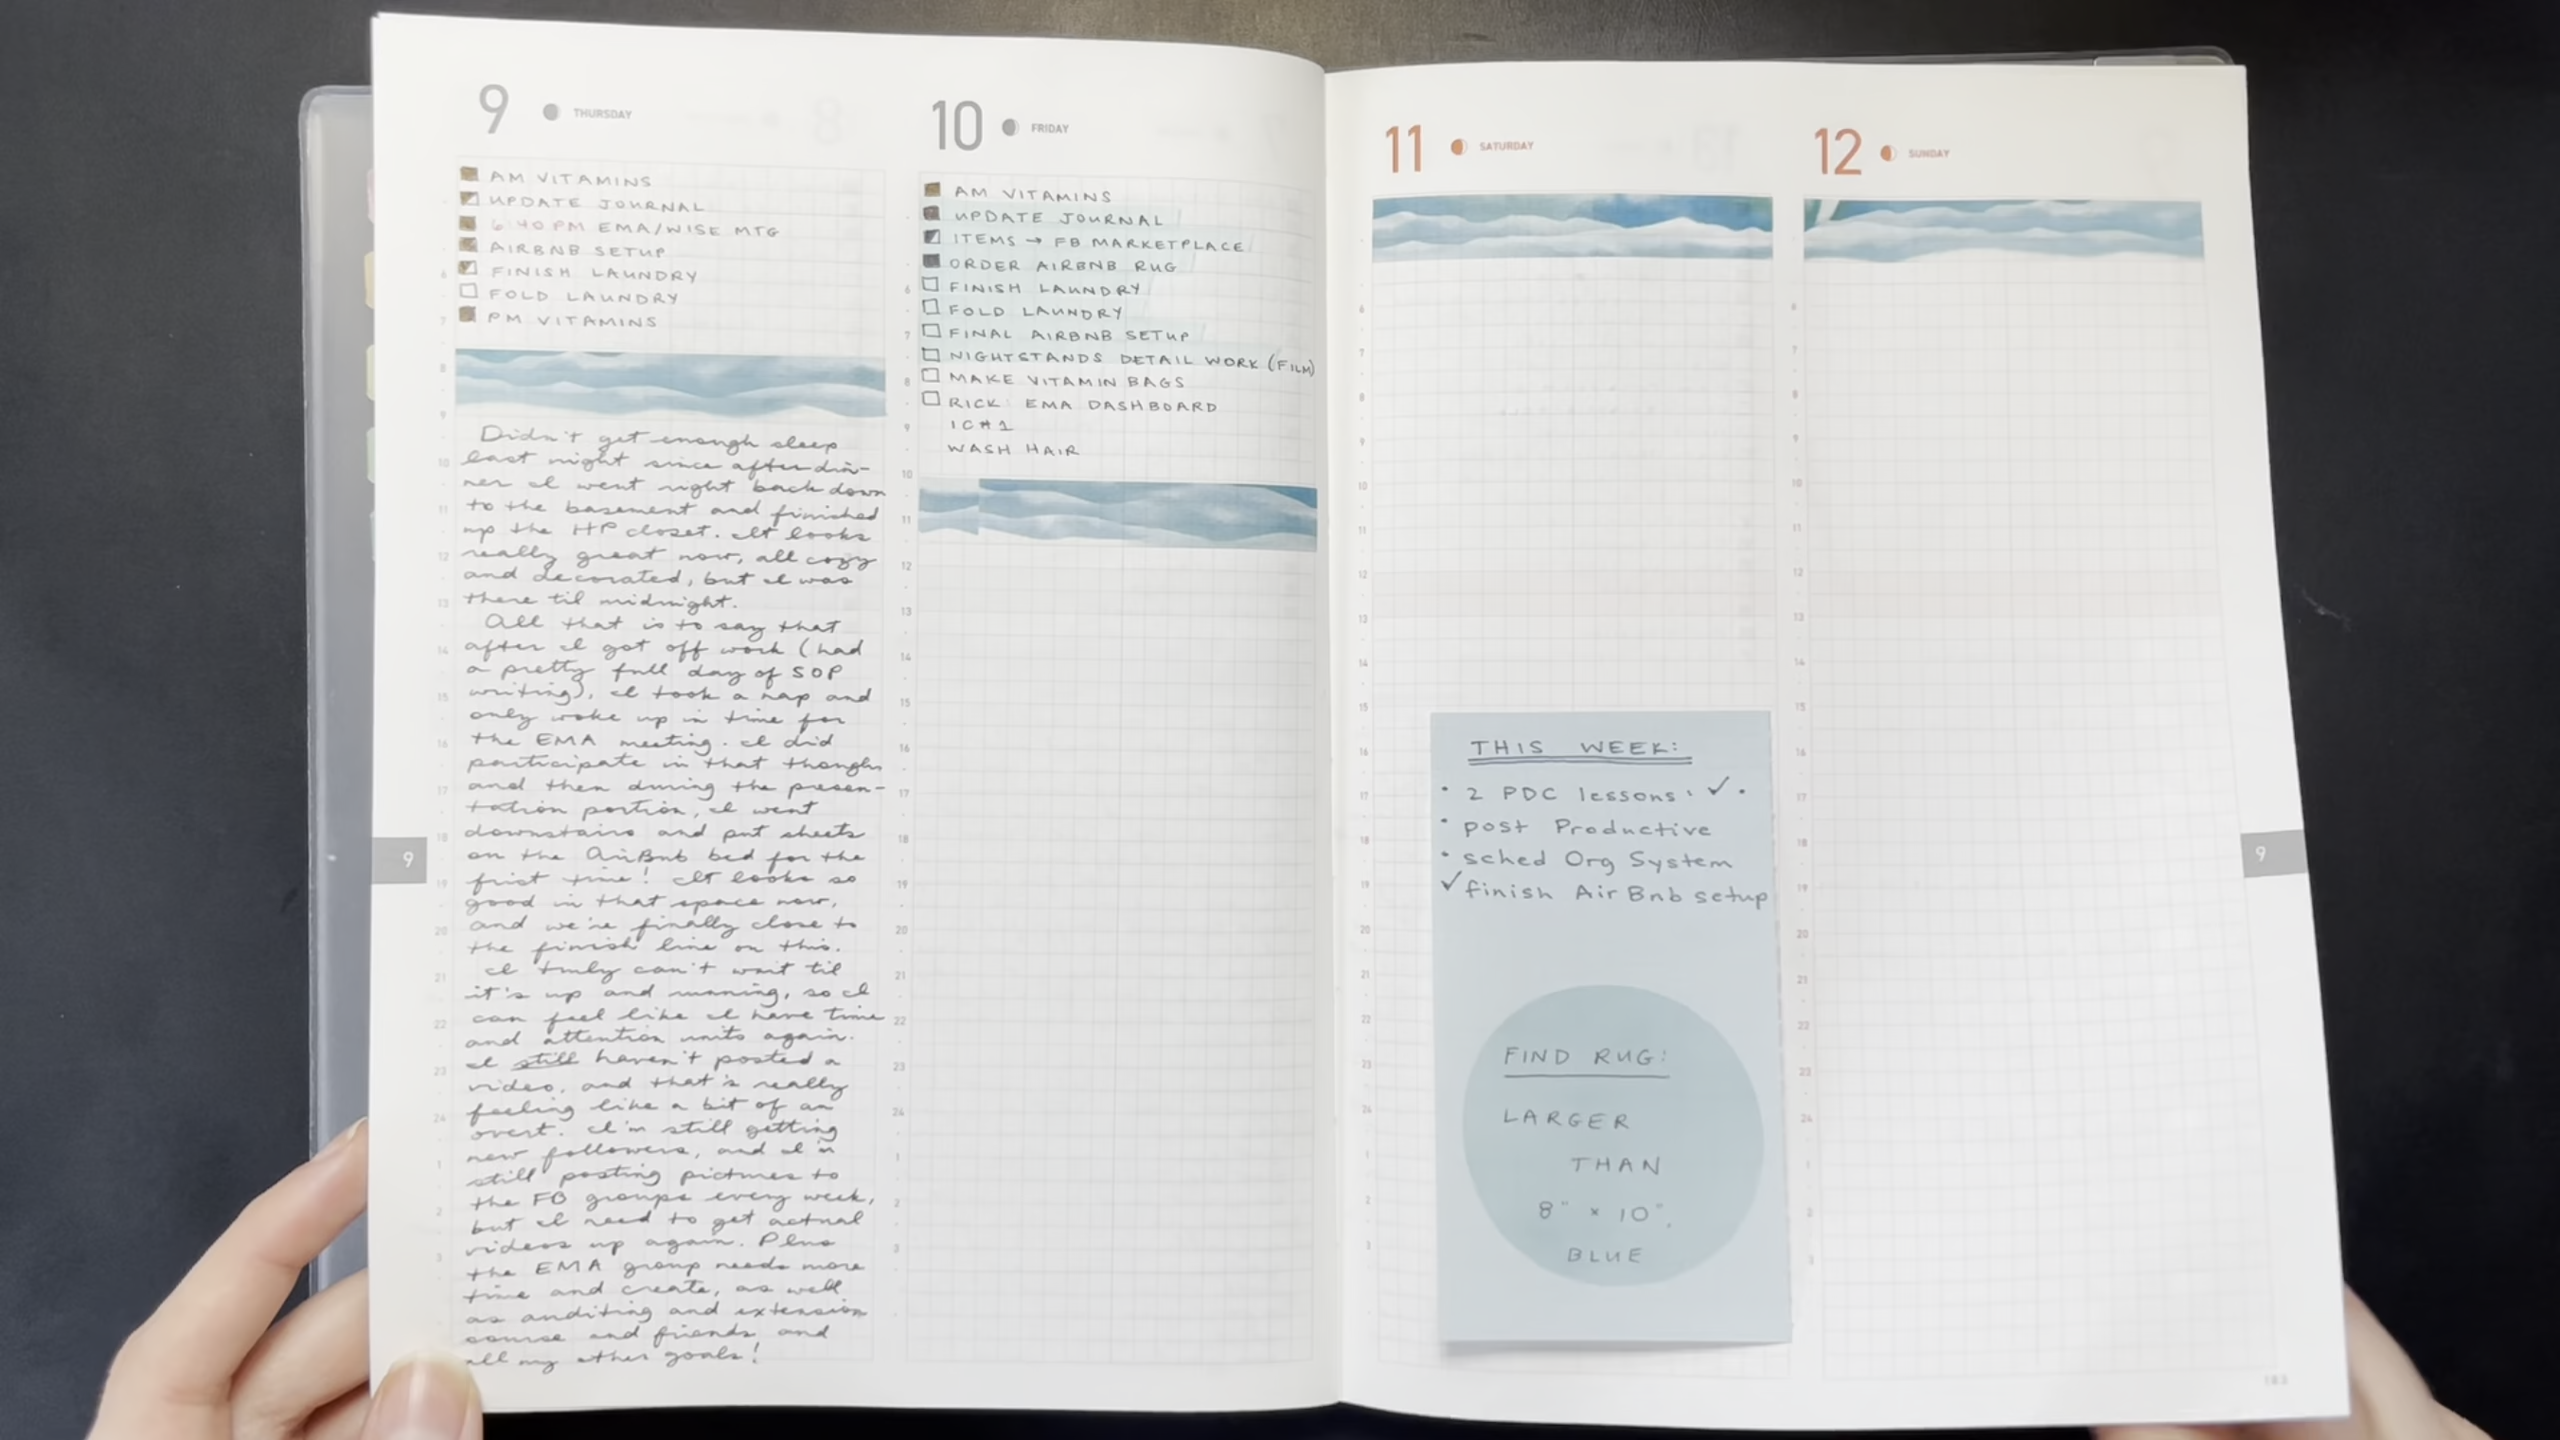 9 THURSDAY
AM VITAMINS
UPDATE JOURNAL
6:40 PM EMA/WISE MTG
AIRBNB SETUP
FINISH LAUNDRY
FOLD LAUNDRY
PM VITAMINS
Didn't get enough sleep
last night since after din-
ner I went right back down
to the basement and finished
up the HP closet. It looks
really great now, all cozy
and decorated, but I was
there til midnight.
All that is to say that
after I got off work (had
a pretty full day of SOP
writing), I took a nap and
only woke up in time for
the EMA meeting. I did
participate in that though
and then during the presen-
tation portion, I went
downstairs and put sheets
on the AirBnb bed for the
frist time! It looks so
good in that space now,
and we're finally close to
the finish line on this.
I truly can't wait til
it's up and running, so I
can feel like I have time
and attention units again.
I still haven't posted a
video, and that's really
feeling like a bit of an
overt. I'm still getting
new followers, and I'm
still posting pictures to
the FB groups every week,
but I need to get actual
videos up again. Plus
the EMA group needs more
time and create, as well
as auditing and extension
course and friends and
all my other goals!
10 FRIDAY
AM VITAMINS
UPDATE JOURNAL
ITEMS → FB MARKETPLACE
ORDER AIRBNB RUG
FINISH LAUNDRY
FOLD LAUNDRY
FINAL AIRBNB SETUP
NIGHTSTANDS DETAIL WORK (FILM)
MAKE VITAMIN BAGS
RICK: EMA DASHBOARD
IC#1
WASH HAIR
11 SATURDAY
THIS WEEK:
• 2 PDC lessons: ✓ •
• post Productive
• sched Org System
✓ finish AirBnb setup
FIND RUG:
LARGER
THAN
8" × 10",
BLUE
12 SUNDAY
9
9
183